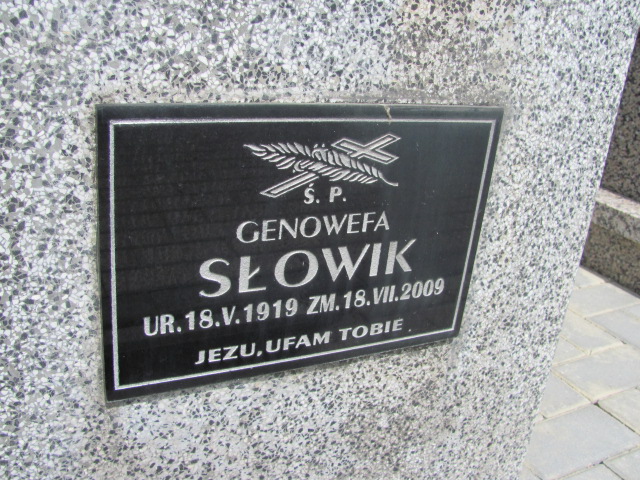 Ś. P.
GENOWEFA
SŁOWIK
UR. 18.V.1919 ZM. 18.VII.2009
JEZU, UFAM TOBIE.